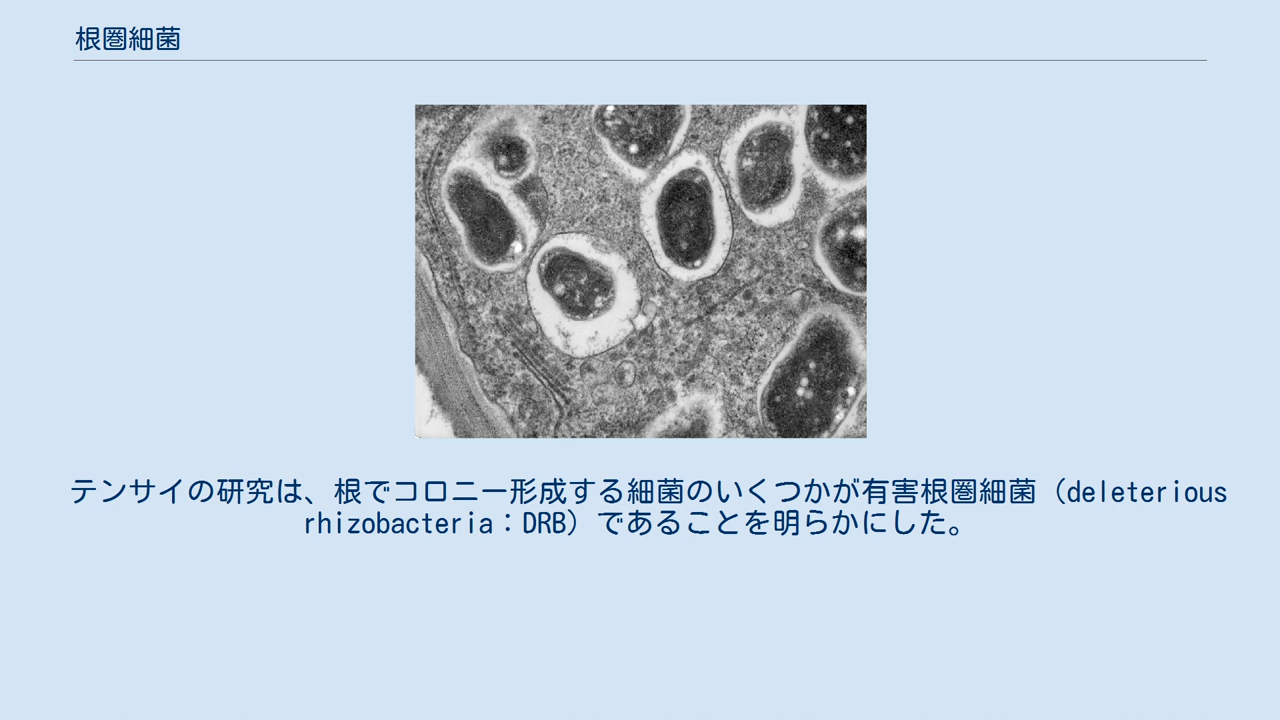 根圏細菌
テンサイの研究は、根でコロニー形成する細菌のいくつかが有害根圏細菌（deleterious
rhizobacteria：DRB）であることを明らかにした。